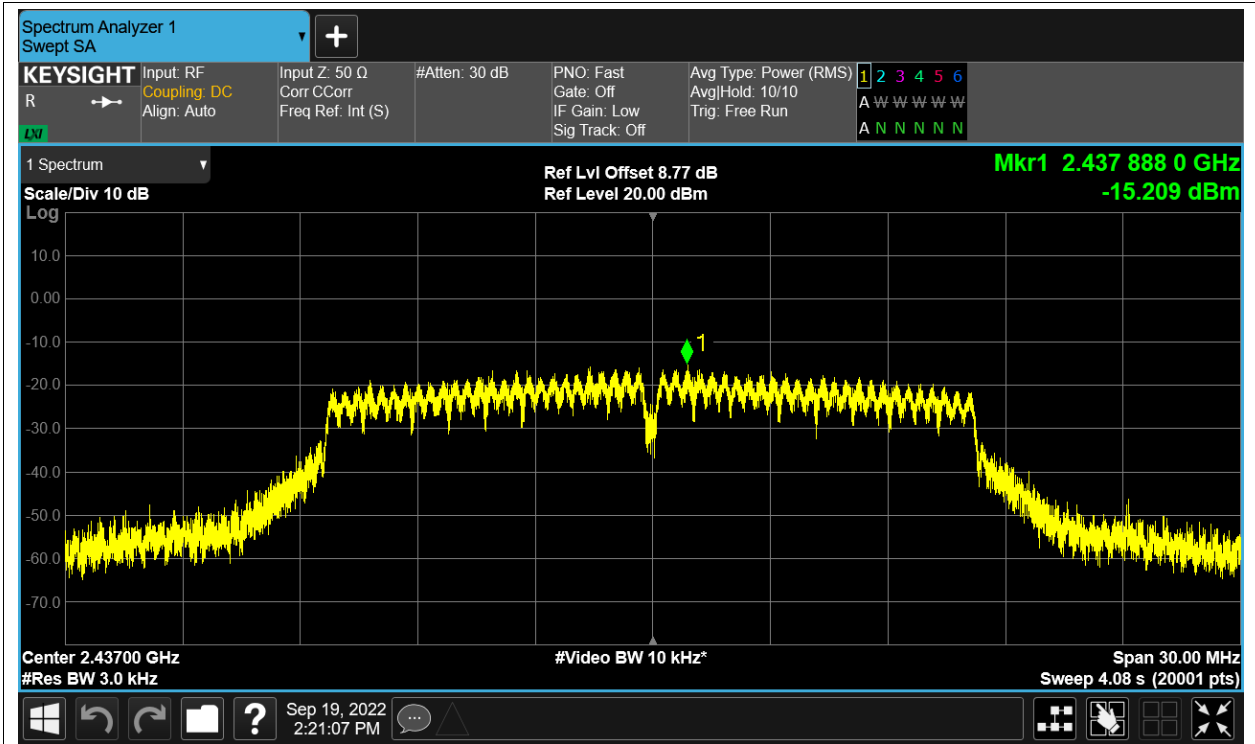 Spectrum Analyzer 1
Swept SA
KEYSIGHT
R
LXI
Input: RF
Coupling: DC
Align: Auto
Input Z: 50 Ω
Corr CCorr
Freq Ref: Int (S)
#Atten: 30 dB
PNO: Fast
Gate: Off
IF Gain: Low
Sig Track: Off
Avg Type: Power (RMS)
Avg|Hold: 10/10
Trig: Free Run
1 2 3 4 5 6
A W W W W W
A N N N N N
1 Spectrum
Scale/Div 10 dB
Log
Ref Lvl Offset 8.77 dB
Ref Level 20.00 dBm
Mkr1 2.437 888 0 GHz
-15.209 dBm
10.0
0.00
-10.0
1
-20.0
-30.0
-40.0
-50.0
-60.0
-70.0
Center 2.43700 GHz
#Res BW 3.0 kHz
#Video BW 10 kHz*
Span 30.00 MHz
Sweep 4.08 s (20001 pts)
?
Sep 19, 2022
2:21:07 PM